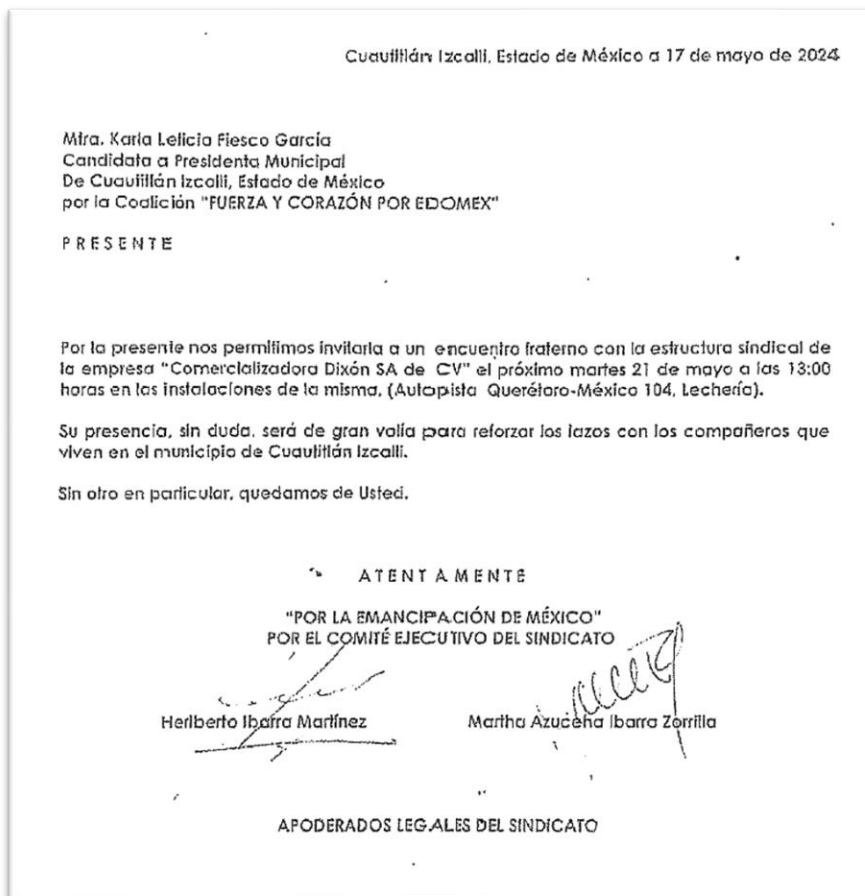 Cuautitlán Izcalli, Estado de México a 17 de mayo de 2024
Mtra. Karla Leticia Fiesco García
Candidata a Presidenta Municipal
De Cuautitlán Izcalli, Estado de México
por la Coalición "FUERZA Y CORAZÓN POR EDOMEX"
P R E S E N T E
Por la presente nos permitimos invitarla a un encuentro fraterno con la estructura sindical de
la empresa "Comercializadora Dixón SA de CV" el próximo martes 21 de mayo a las 13:00
horas en las instalaciones de la misma, (Autopista Querétaro-México 104, Lechería).
Su presencia, sin duda, será de gran valía para reforzar los lazos con los compañeros que
viven en el municipio de Cuautitlán Izcalli.
Sin otro en particular, quedamos de Usted.
A T E N T A M E N T E
"POR LA EMANCIPACIÓN DE MÉXICO"
POR EL COMITÉ EJECUTIVO DEL SINDICATO
Heriberto Ibarra Martínez Martha Azucena Ibarra Zorrilla
APODERADOS LEGALES DEL SINDICATO